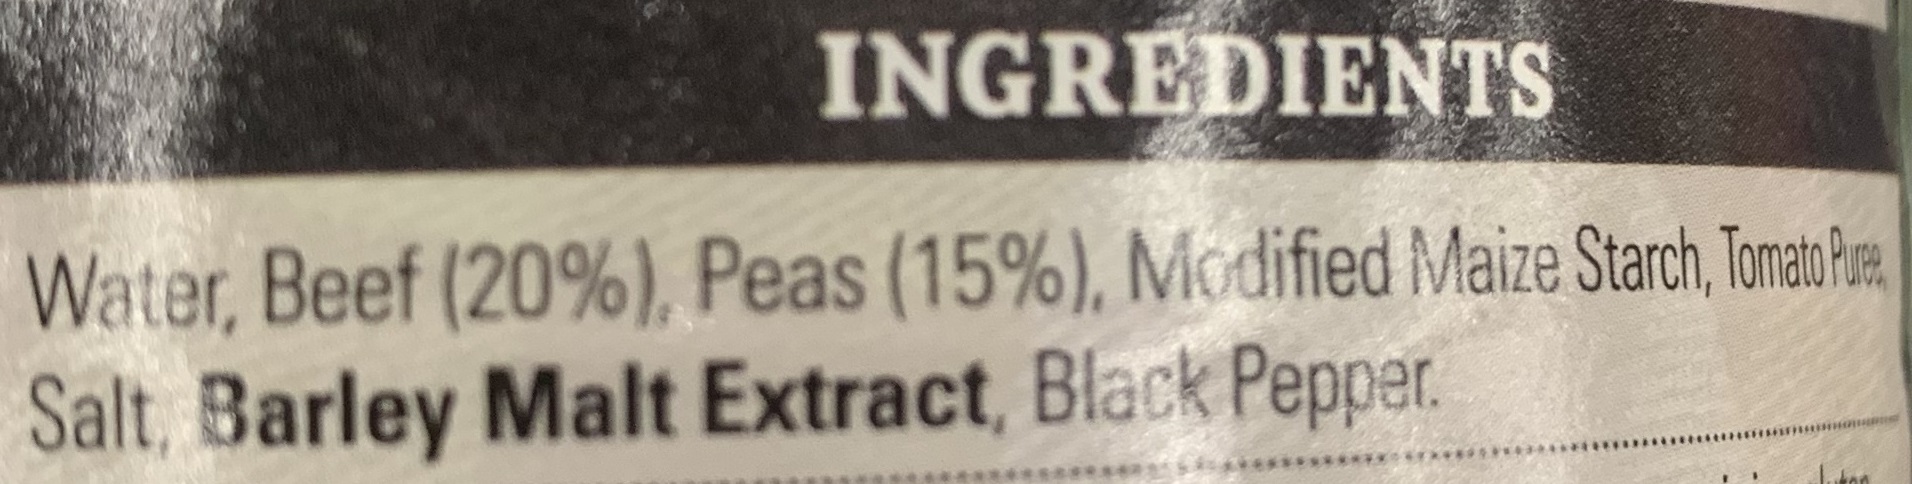 INGREDIENTS
Water, Beef (20%), Peas (15%), Modified Maize Starch, Tomato Puree,
Salt, Barley Malt Extract, Black Pepper.